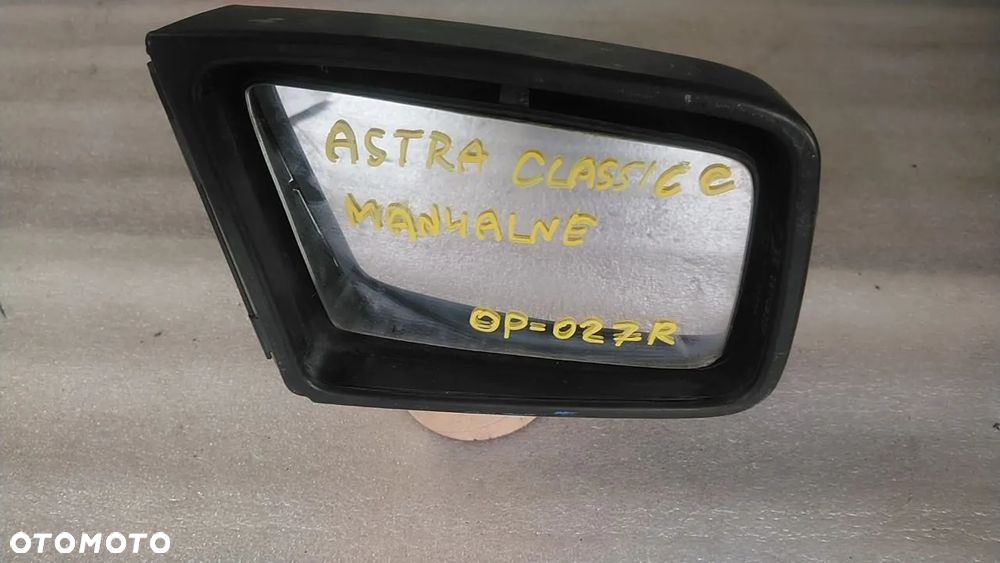 ASTRA CLASSIC C
MANUALNE
OP-027R
OTOMOTO